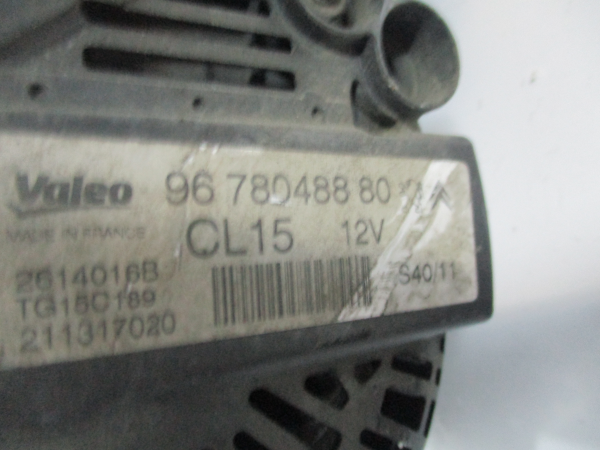 Valeo 96 780488 80
MADE IN FRANCE CL15 12V
2614016B S40/11
TG15C189
211317020